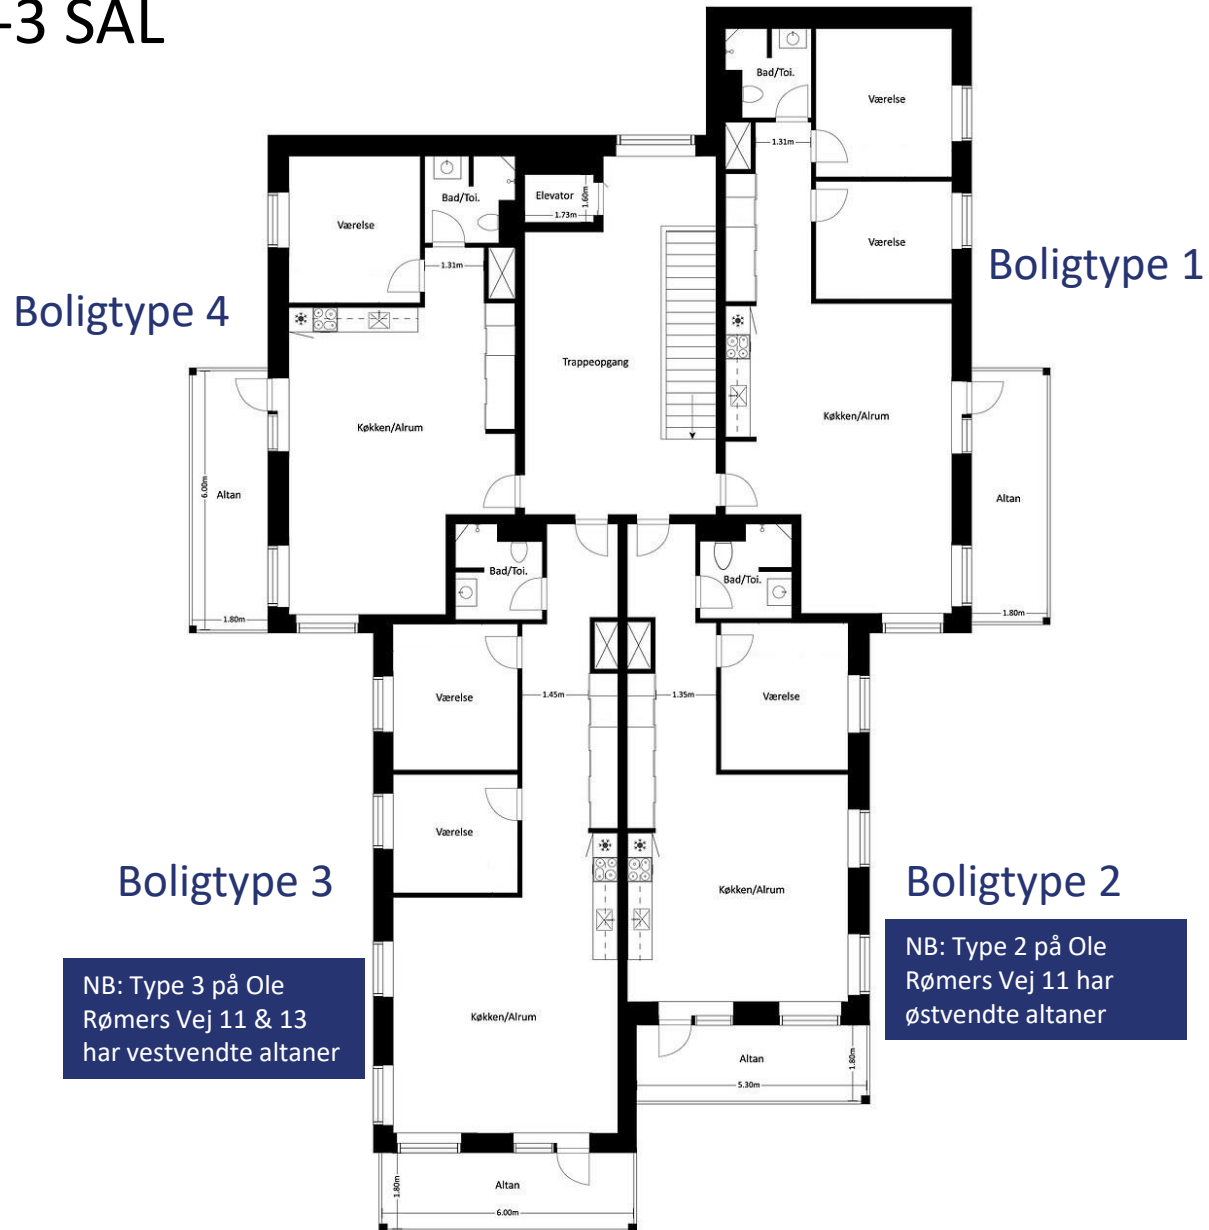 -3 SAL
Bad/Toi.
Værelse
1.31m
Værelse
Boligtype 1
Køkken/Alrum
Altan
1.80m
Elevator
1.60m
1.73m
Trappeopgang
Værelse
Bad/Toi.
1.31m
Boligtype 4
Køkken/Alrum
6.00m
Altan
1.80m
Bad/Toi.
Bad/Toi.
Værelse
1.45m
1.35m
Værelse
Værelse
Boligtype 3
Køkken/Alrum
Boligtype 2
NB: Type 3 på Ole
Rømers Vej 11 & 13
har vestvendte altaner
Køkken/Alrum
NB: Type 2 på Ole
Rømers Vej 11 har
østvendte altaner
Altan
1.80m
5.30m
Altan
1.80m
6.00m